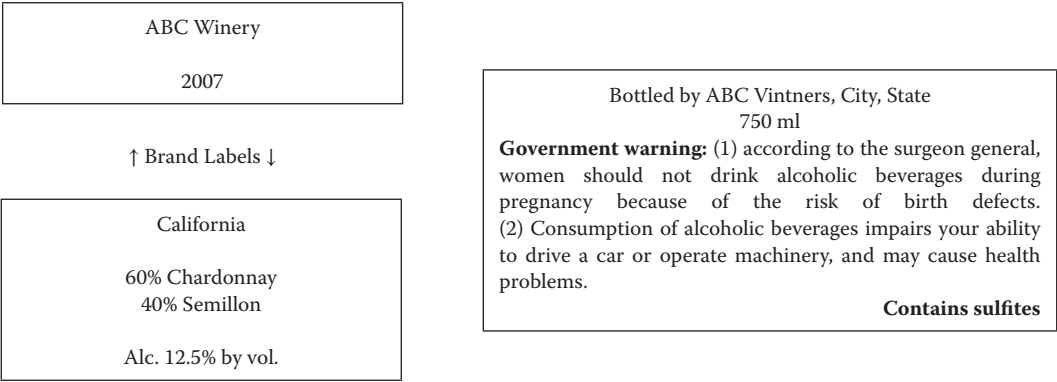 ABC Winery
2007
↑ Brand Labels ↓
California
60% Chardonnay
40% Semillon
Alc. 12.5% by vol.
Bottled by ABC Vintners, City, State
750 ml
Government warning: (1) according to the surgeon general,
women should not drink alcoholic beverages during
pregnancy because of the risk of birth defects.
(2) Consumption of alcoholic beverages impairs your ability
to drive a car or operate machinery, and may cause health
problems.
Contains sulfites